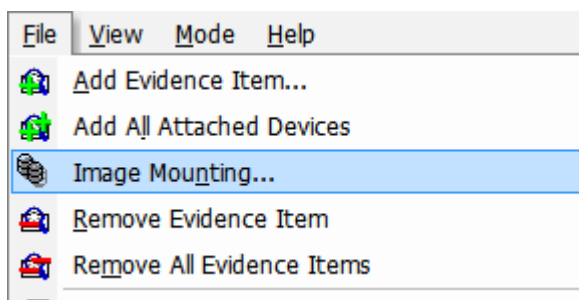 File View Mode Help
Add Evidence Item...
Add All Attached Devices
Image Mounting...
Remove Evidence Item
Remove All Evidence Items